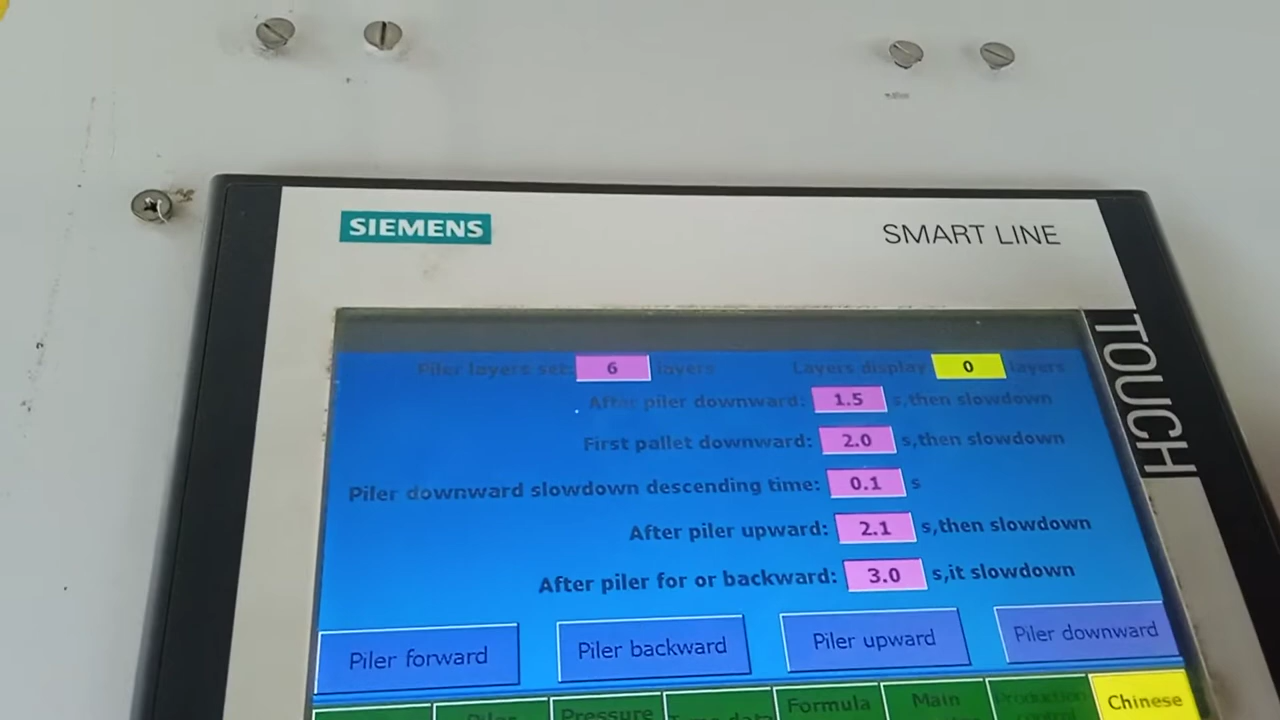 SIEMENS
SMART LINE
TOUCH
Piler layers set: 6 layers Layers display: 0 layers
After piler downward: 1.5 s,then slowdown
First pallet downward: 2.0 s,then slowdown
Piler downward slowdown descending time: 0.1 s
After piler upward: 2.1 s,then slowdown
After piler for or backward: 3.0 s,it slowdown
Piler forward Piler backward Piler upward Piler downward
Piler Pressure data Formula Main Production Chinese